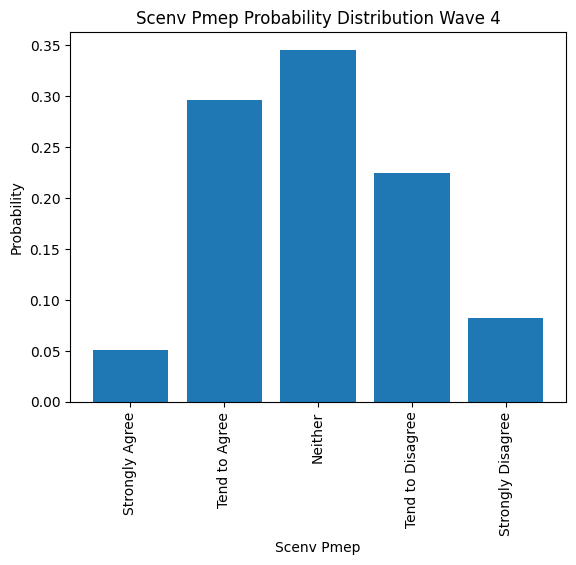 Scenv Pmep Probability Distribution Wave 4
Probability
0.35
0.30
0.25
0.20
0.15
0.10
0.05
0.00
Strongly Agree
Tend to Agree
Neither
Tend to Disagree
Strongly Disagree
Scenv Pmep